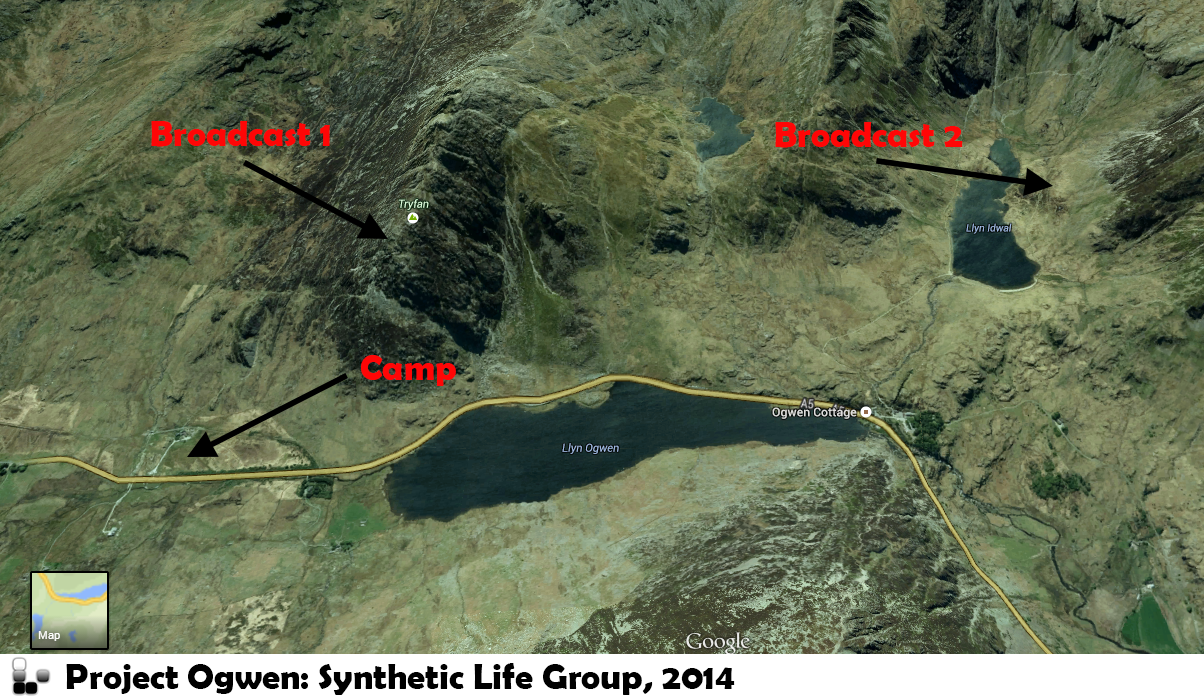 Broadcast 1
Broadcast 2
Tryfan
Llyn Idwal
Camp
A5
Ogwen Cottage
Llyn Ogwen
Map
Google
Project Ogwen: Synthetic Life Group, 2014